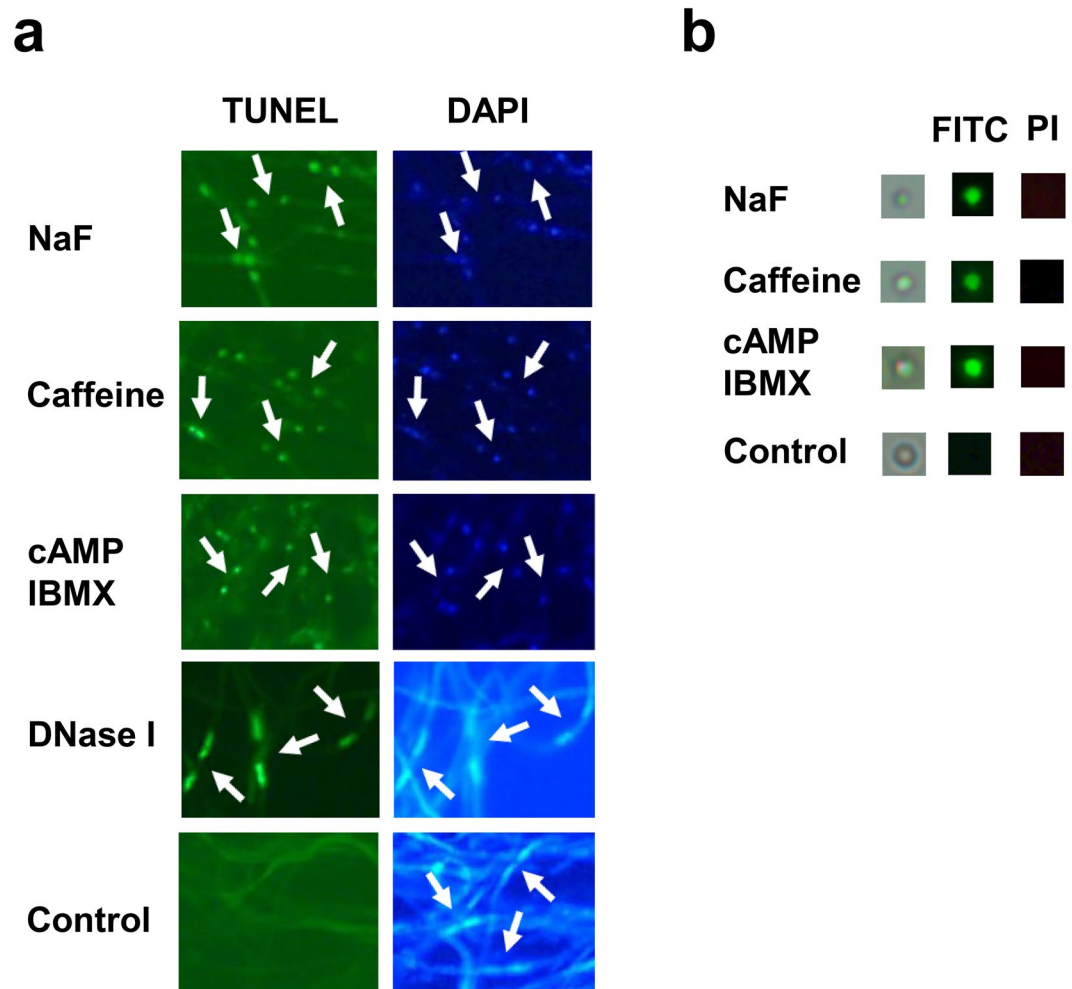 a
TUNEL DAPI
NaF
Caffeine
cAMP
IBMX
DNase I
Control
b
FITC PI
NaF
Caffeine
cAMP
IBMX
Control